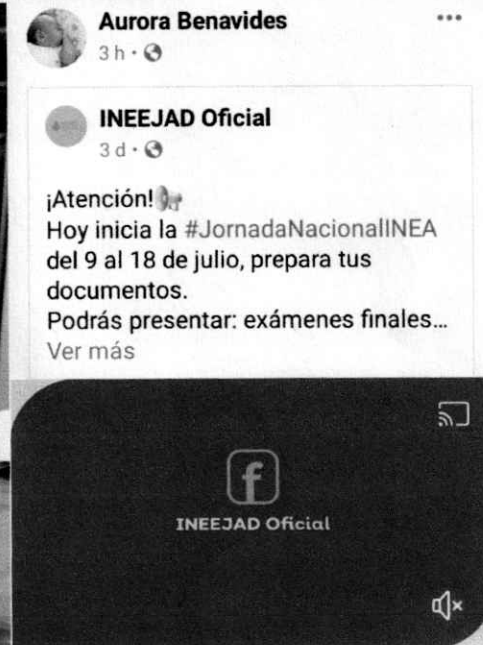 Aurora Benavides
3 h
INEEJAD Oficial
3 d
¡Atención!
Hoy inicia la #JornadaNacionalINEA
del 9 al 18 de julio, prepara tus
documentos.
Podrás presentar: exámenes finales...
Ver más
f
INEEJAD Oficial